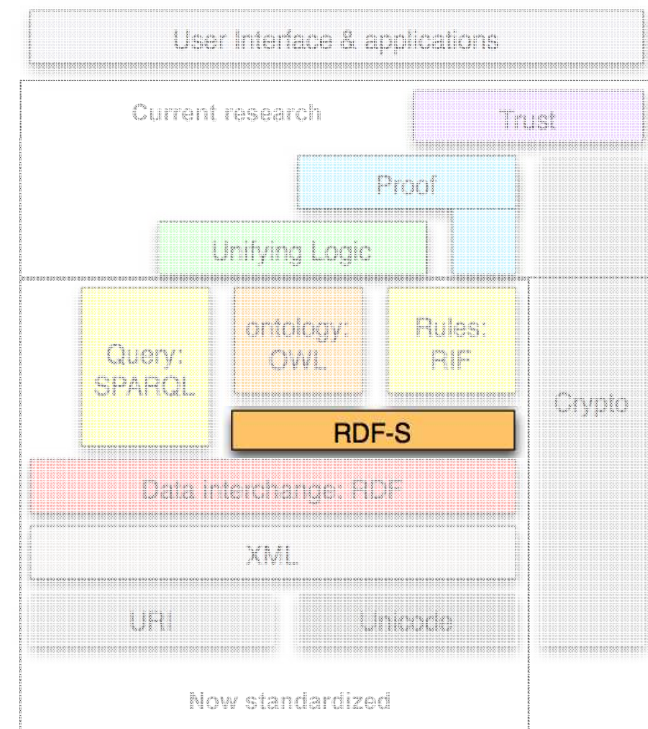 User Interface & applications
Current research
Trust
Proof
Unifying Logic
Query:
SPARQL
ontology:
OWL
Rules:
RIF
Crypto
RDF-S
Data interchange: RDF
XML
URI
Unicode
Now standardized